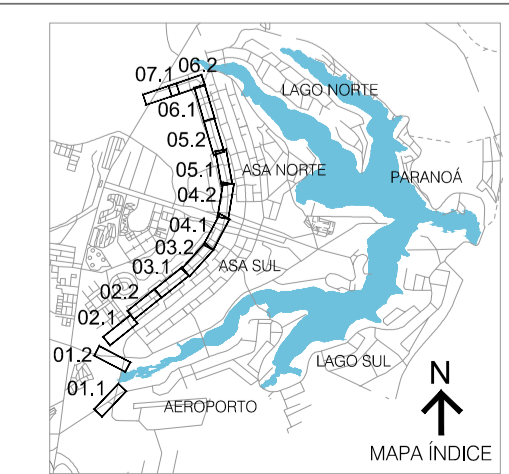 06.2
07.1
LAGO NORTE
06.1
05.2
05.1
ASA NORTE
PARANOÁ
04.2
04.1
03.2
03.1
ASA SUL
02.2
02.1
01.2
LAGO SUL
01.1
AEROPORTO
N
MAPA ÍNDICE